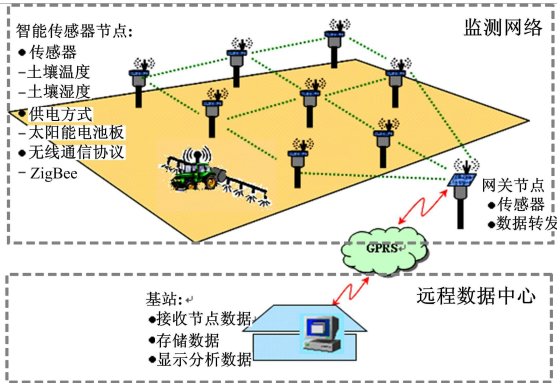 监测网络
智能传感器节点：
●传感器
–土壤温度
–土壤湿度
●供电方式
–太阳能电池板
●无线通信协议
– ZigBee
网关节点
●传感器
●数据转发
GPRS
远程数据中心
基站:
●接收节点数据
●存储数据
●显示分析数据